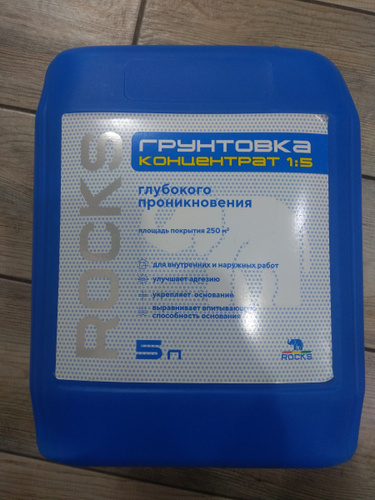 ROCKS
ГРУНТОВКА
КОНЦЕНТРАТ 1:5
глубокого
проникновения
площадь покрытия 250 м²
для внутренних и наружных работ
улучшает адгезию
укрепляет основание
выравнивает впитывающую
способность основания
5 л
ROCKS